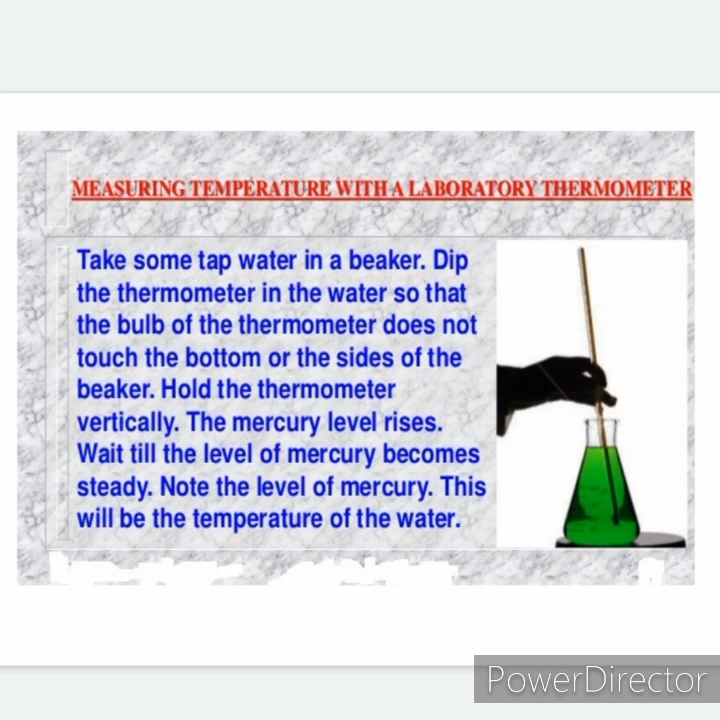 MEASURING TEMPERATURE WITH A LABORATORY THERMOMETER
Take some tap water in a beaker. Dip
the thermometer in the water so that
the bulb of the thermometer does not
touch the bottom or the sides of the
beaker. Hold the thermometer
vertically. The mercury level rises.
Wait till the level of mercury becomes
steady. Note the level of mercury. This
will be the temperature of the water.
PowerDirector